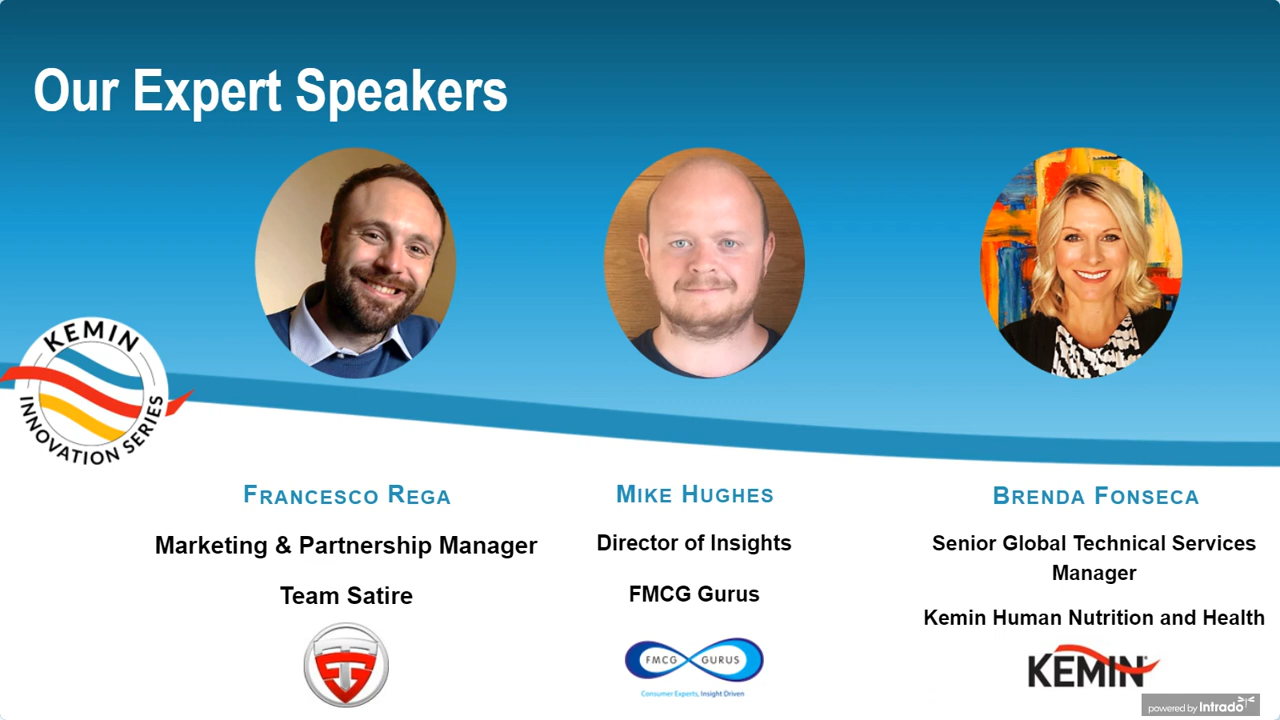 Our Expert Speakers
KEMIN
INNOVATION SERIES
FRANCESCO REGA
Marketing & Partnership Manager
Team Satire
MIKE HUGHES
Director of Insights
FMCG Gurus
FMCG GURUS
Consumer Experts, Insight Driven
BRENDA FONSECA
Senior Global Technical Services
Manager
Kemin Human Nutrition and Health
KEMIN
powered by Intrado